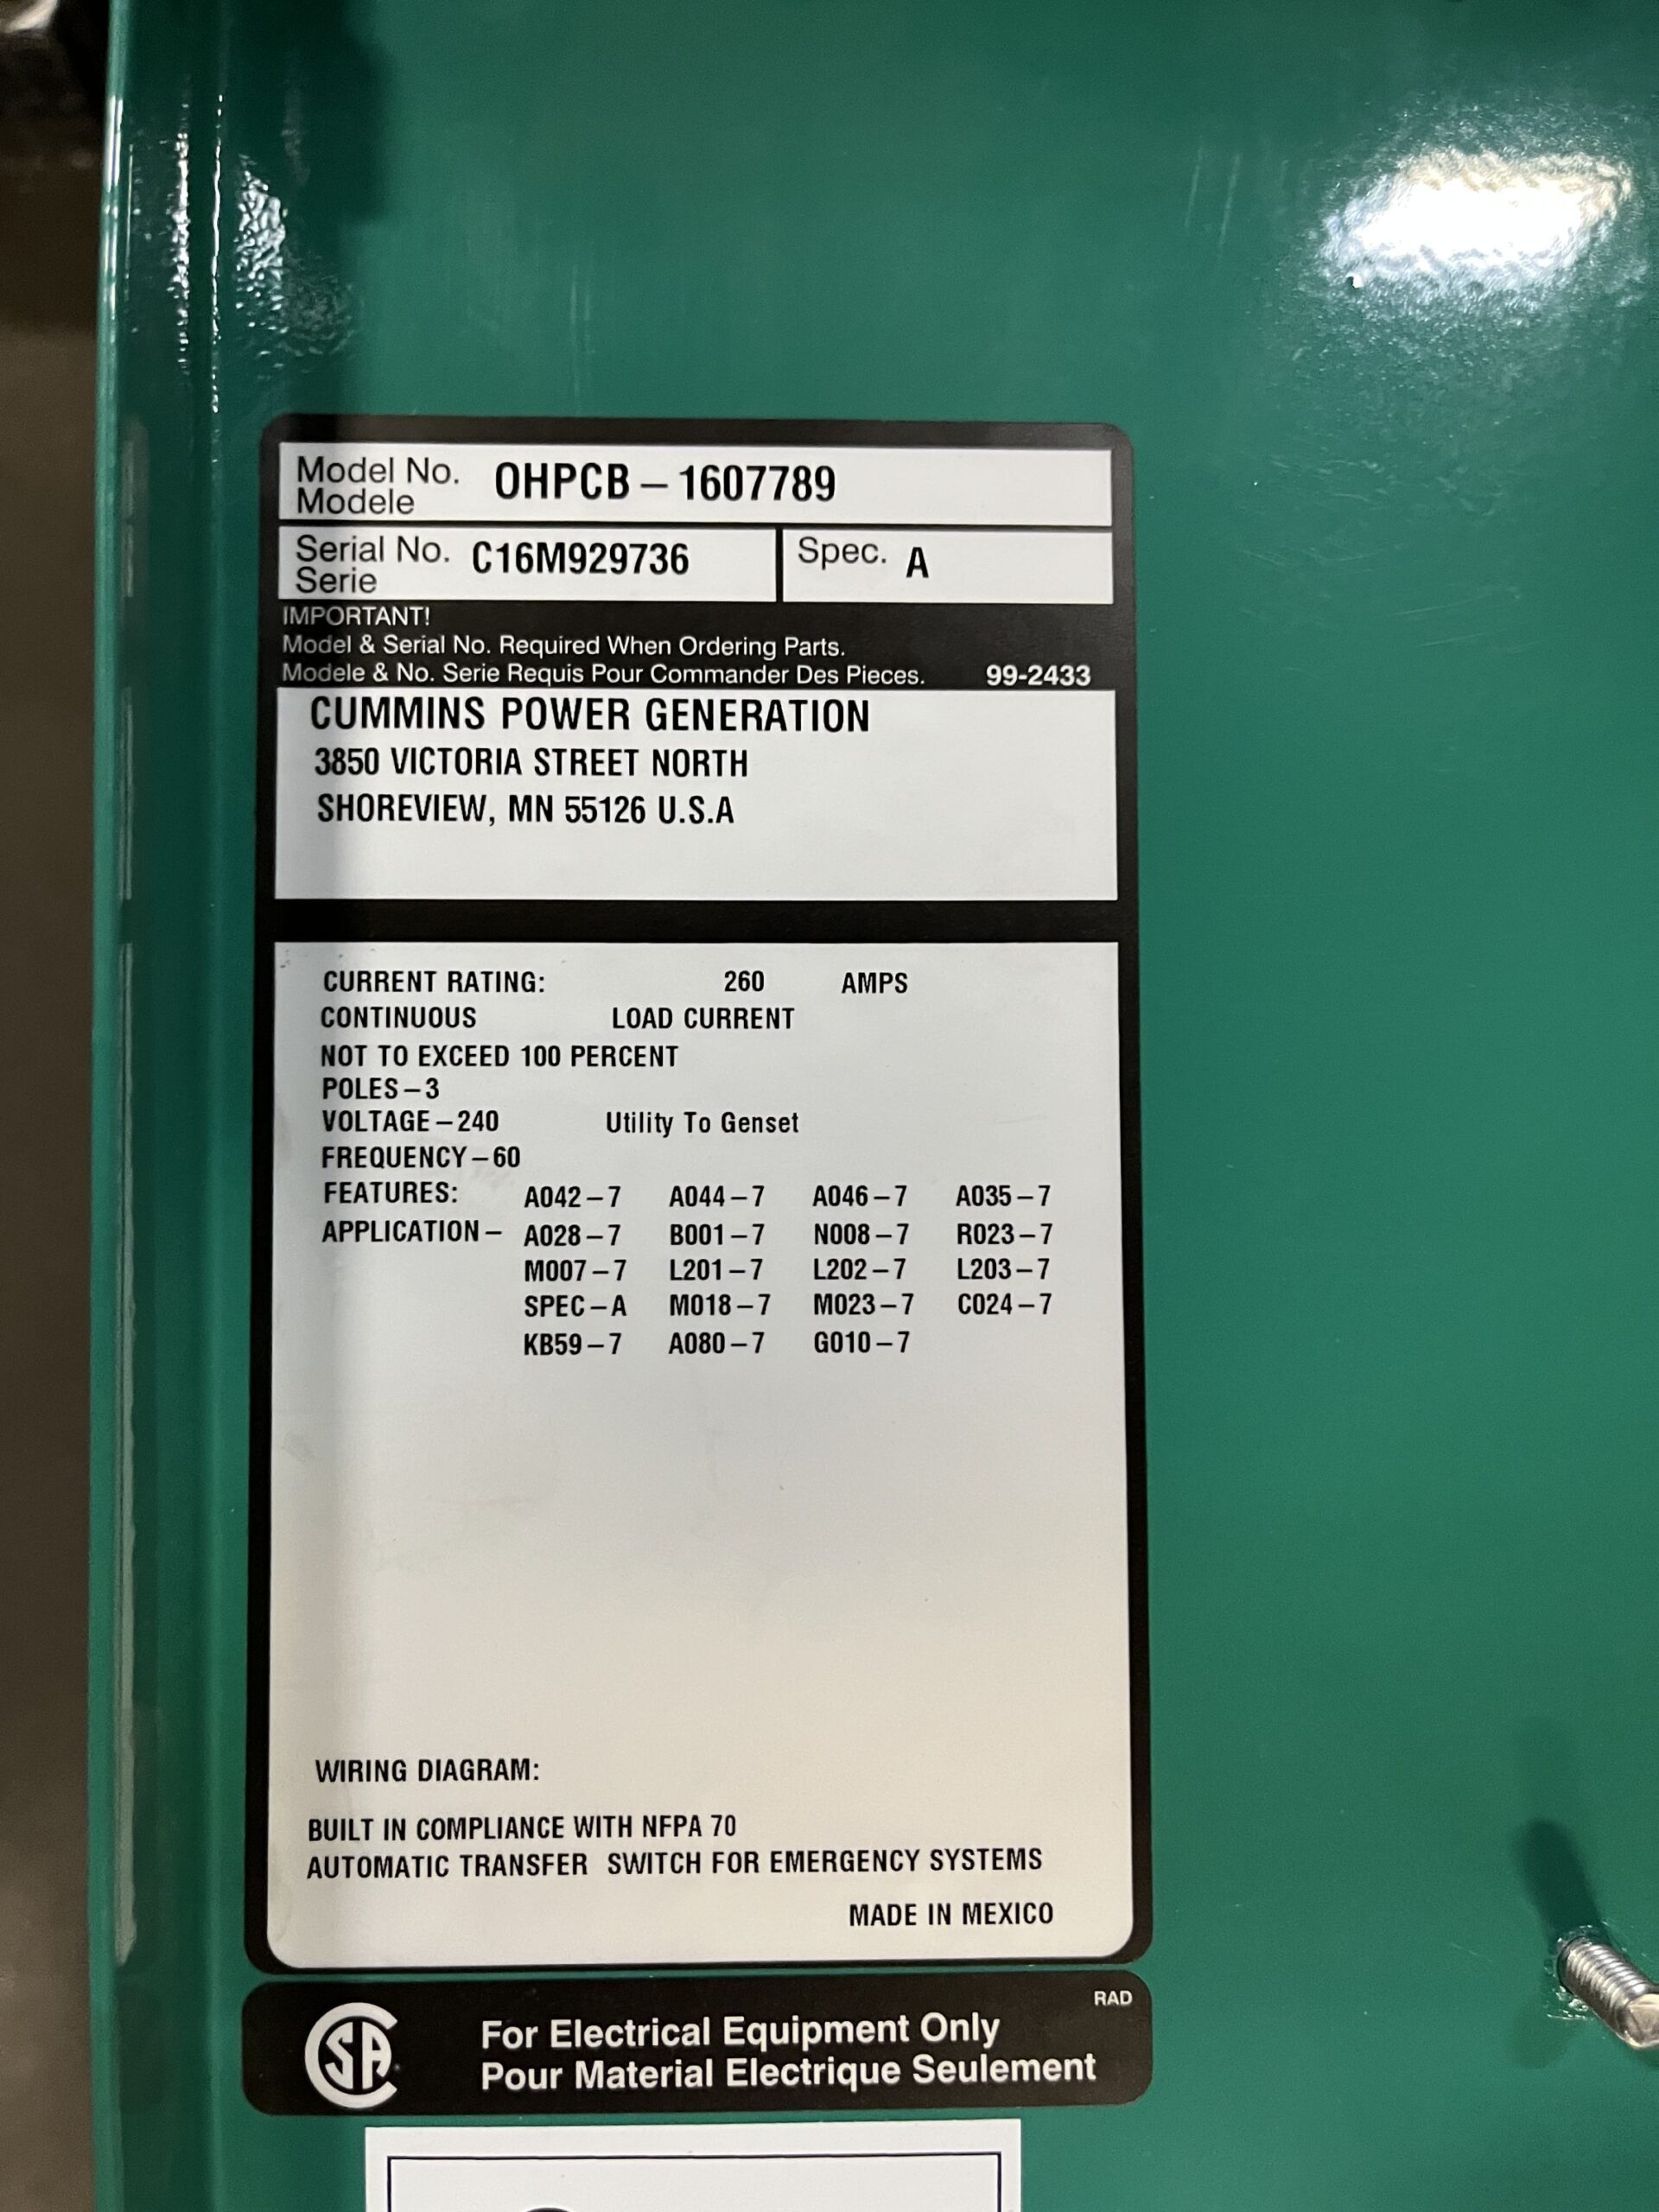 Model No. OHPCB – 1607789
Modele
Serial No. C16M929736 Spec. A
Serie
IMPORTANT!
Model & Serial No. Required When Ordering Parts.
Modele & No. Serie Requis Pour Commander Des Pieces. 99-2433
CUMMINS POWER GENERATION
3850 VICTORIA STREET NORTH
SHOREVIEW, MN 55126 U.S.A
CURRENT RATING: 260 AMPS
CONTINUOUS LOAD CURRENT
NOT TO EXCEED 100 PERCENT
POLES – 3
VOLTAGE – 240 Utility To Genset
FREQUENCY – 60
FEATURES: A042 – 7 A044 – 7 A046 – 7 A035 – 7
APPLICATION – A028 – 7 B001 – 7 N008 – 7 R023 – 7
M007 – 7 L201 – 7 L202 – 7 L203 – 7
SPEC – A M018 – 7 M023 – 7 C024 – 7
KB59 – 7 A080 – 7 G010 – 7
WIRING DIAGRAM:
BUILT IN COMPLIANCE WITH NFPA 70
AUTOMATIC TRANSFER SWITCH FOR EMERGENCY SYSTEMS
MADE IN MEXICO
RAD
SA
For Electrical Equipment Only
Pour Material Electrique Seulement